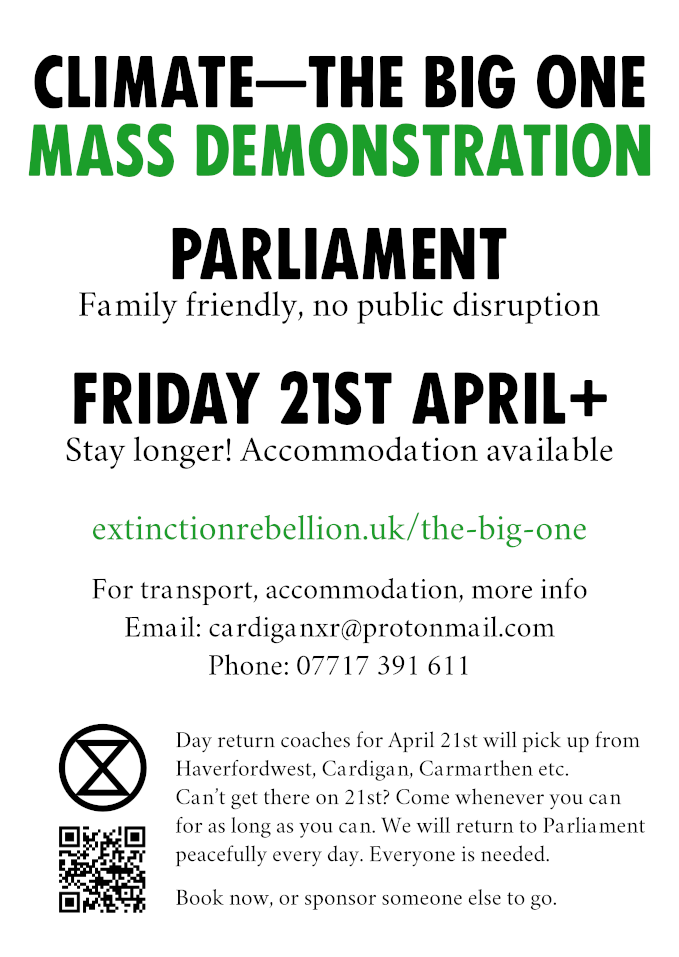 CLIMATE—THE BIG ONE
MASS DEMONSTRATION
PARLIAMENT
Family friendly, no public disruption
FRIDAY 21ST APRIL+
Stay longer! Accommodation available
extinctionrebellion.uk/the-big-one
For transport, accommodation, more info
Email: cardiganxr@protonmail.com
Phone: 07717 391 611
Day return coaches for April 21st will pick up from
Haverfordwest, Cardigan, Carmarthen etc.
Can’t get there on 21st? Come whenever you can
for as long as you can. We will return to Parliament
peacefully every day. Everyone is needed.
Book now, or sponsor someone else to go.